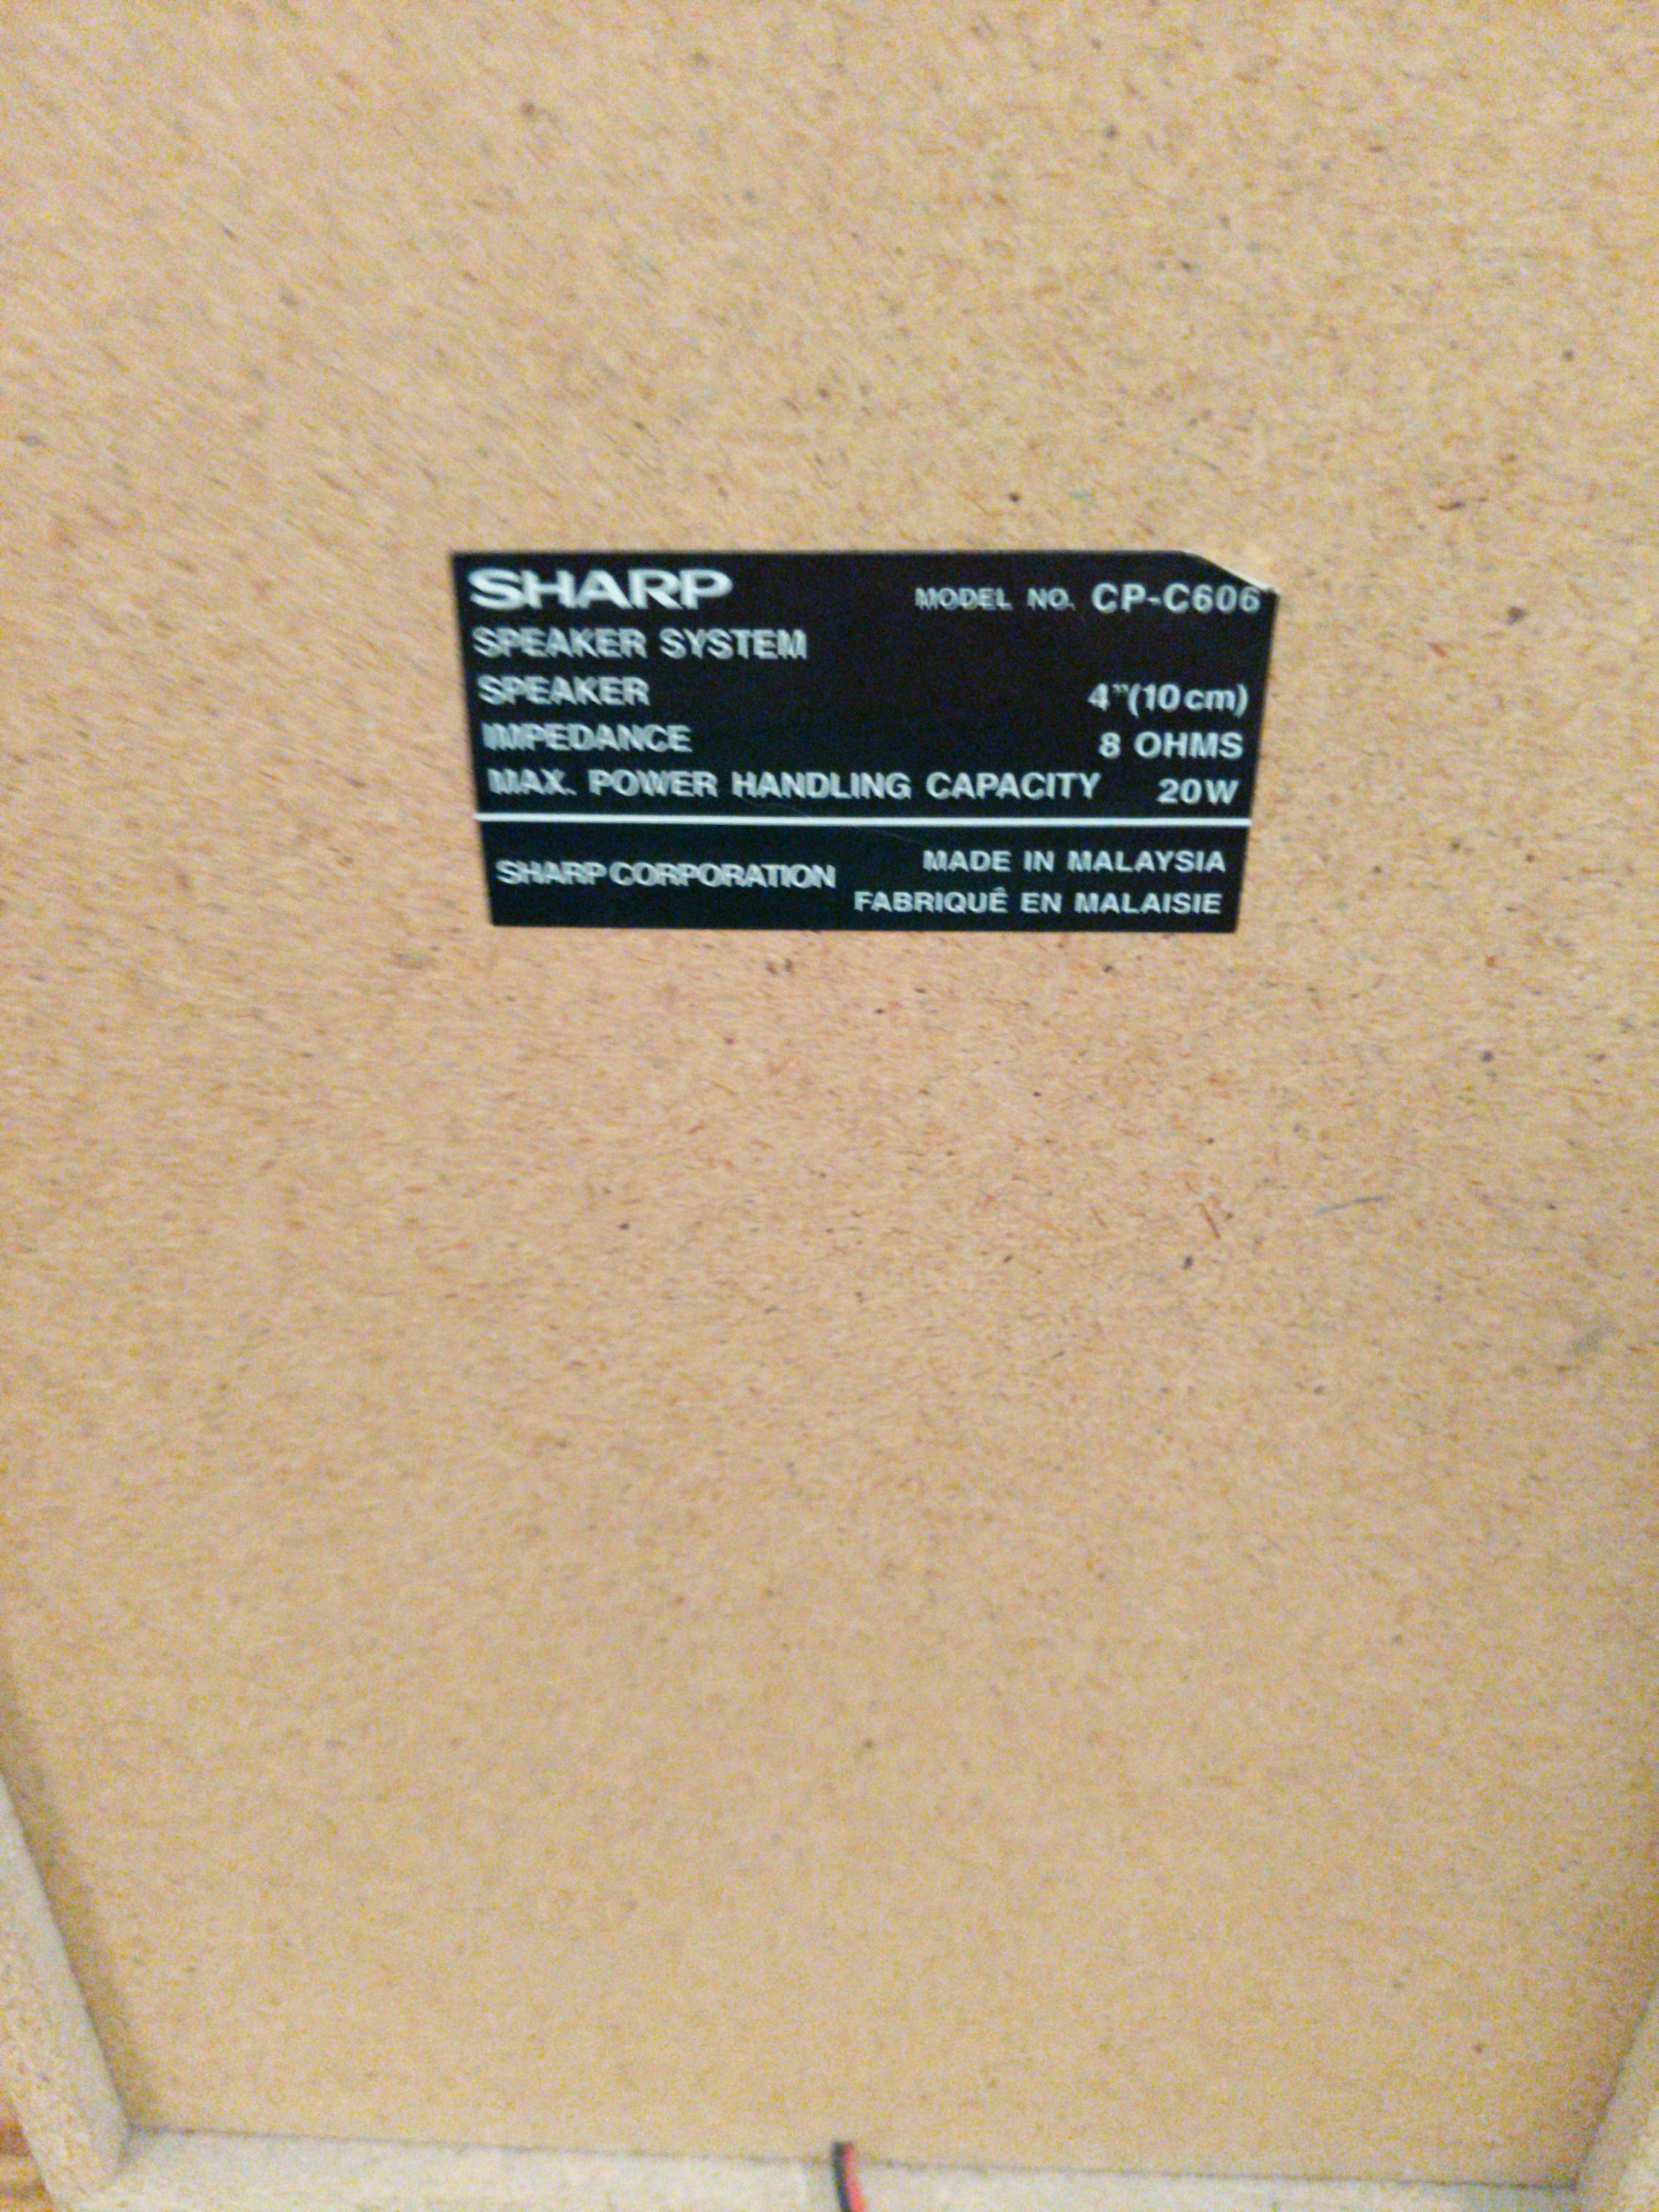 SHARP MODEL NO. CP-C606
SPEAKER SYSTEM
SPEAKER 4"(10cm)
IMPEDANCE 8 OHMS
MAX. POWER HANDLING CAPACITY 20W
SHARP CORPORATION
MADE IN MALAYSIA
FABRIQUÉ EN MALAISIE